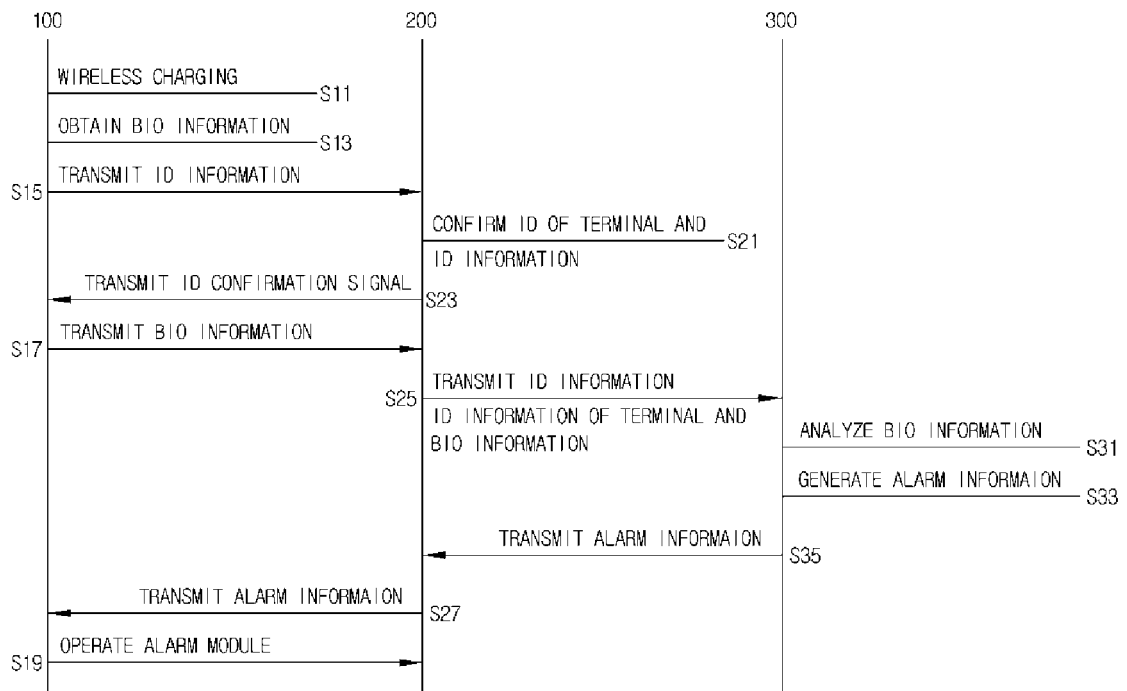 100
200
300
WIRELESS CHARGING
S11
OBTAIN BIO INFORMATION
S13
TRANSMIT ID INFORMATION
S15
CONFIRM ID OF TERMINAL AND
S21
ID INFORMATION
TRANSMIT ID CONFIRMATION SIGNAL
S23
TRANSMIT BIO INFORMATION
S17
TRANSMIT ID INFORMATION
S25
ID INFORMATION OF TERMINAL AND
BIO INFORMATION
ANALYZE BIO INFORMATION
S31
GENERATE ALARM INFORMAION
S33
TRANSMIT ALARM INFORMAION
S35
TRANSMIT ALARM INFORMAION
S27
OPERATE ALARM MODULE
S19